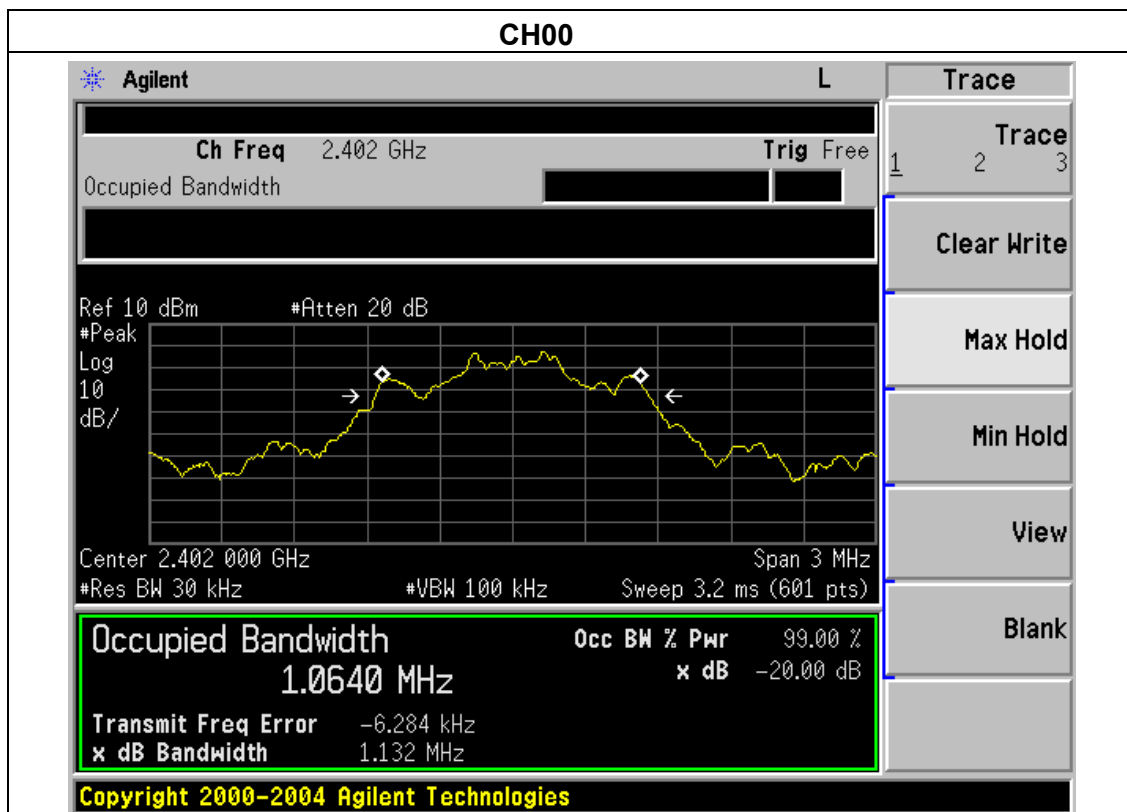 CH00
Agilent L Trace
Ch Freq 2.402 GHz Trig Free
Occupied Bandwidth
Trace
1 2 3
Clear Write
Max Hold
Min Hold
View
Blank
Ref 10 dBm #Atten 20 dB
#Peak
Log
10
dB/
Center 2.402 000 GHz Span 3 MHz
#Res BW 30 kHz #VBW 100 kHz Sweep 3.2 ms (601 pts)
Occupied Bandwidth Occ BW % Pwr 99.00 %
1.0640 MHz x dB -20.00 dB
Transmit Freq Error -6.284 kHz
x dB Bandwidth 1.132 MHz
Copyright 2000-2004 Agilent Technologies